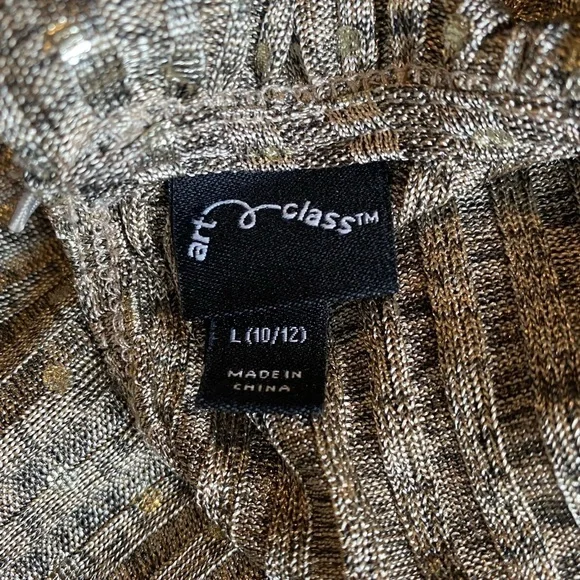 art class™
L (10/12)
MADE IN
CHINA